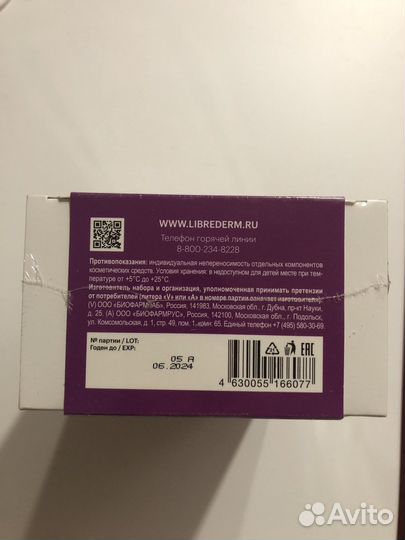 WWW.LIBREDERM.RU
Телефон горячей линии
8-800-234-8228
Противопоказания: индивидуальная непереносимость отдельных компонентов
косметических средств. Условия хранения: в недоступном для детей месте при тем-
пературе от +5°C до +25°C
Изготовитель набора и организация, уполномоченная принимать претензии
от потребителей (литера «V» или «А» в номере партии означает изготовителя):
(V) ООО «БИОФАРМЛАБ», Россия, 141983, Московская обл., г. Дубна, пр-кт Науки,
д. 25, (А) ООО «БИОФАРМРУС», Россия, 142100, Московская обл., г. Подольск,
ул. Комсомольская, д. 1, стр. 49, пом. 1, ком. 65. Единый телефон +7 (495) 580-30-69
№ партии / LOT: 05 A
Годен до / EXP: 06.2024
EAC
4 630055 166077
Avito